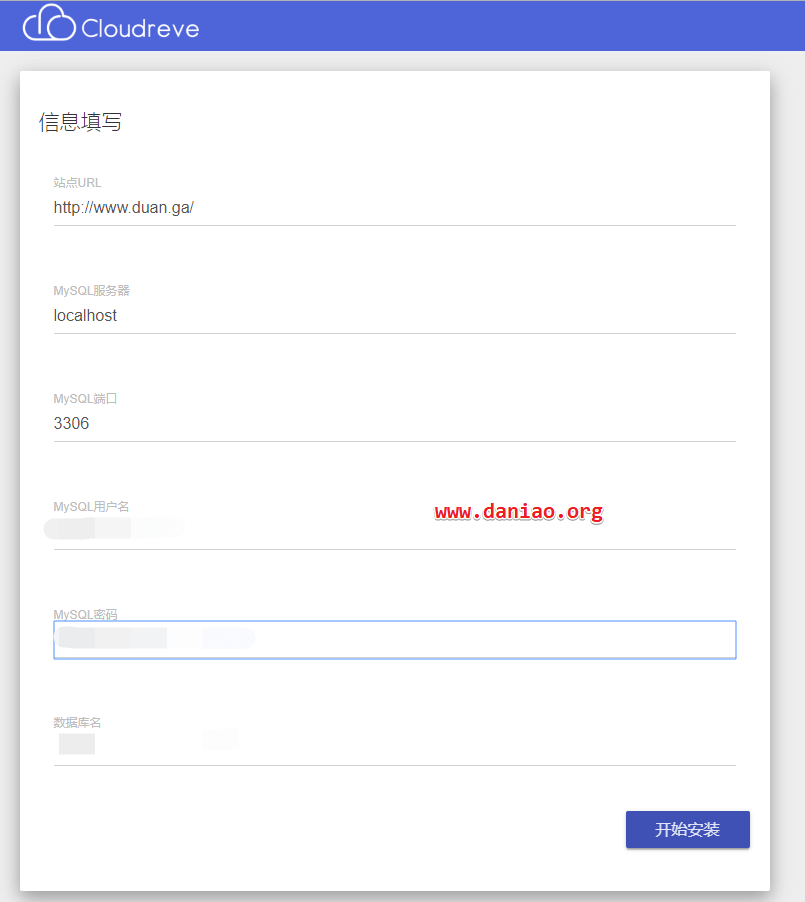 Cloudreve
信息填写
站点URL
http://www.duan.ga/
MySQL服务器
localhost
MySQL端口
3306
MySQL用户名
www.daniao.org
MySQL密码
数据库名
开始安装